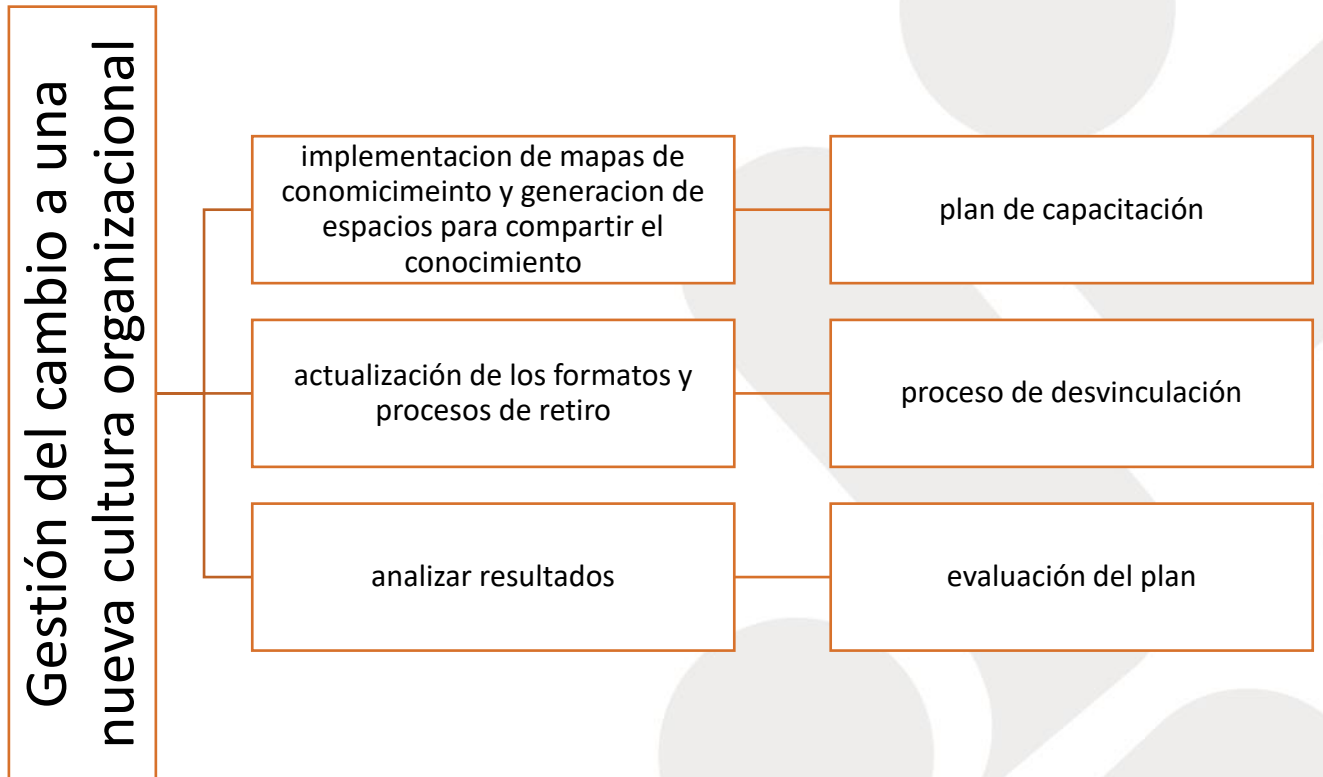 Gestión del cambio a una
nueva cultura organizacional
implementacion de mapas de
conomicimeinto y generacion de
espacios para compartir el
conocimiento
plan de capacitación
actualización de los formatos y
procesos de retiro
proceso de desvinculación
analizar resultados
evaluación del plan